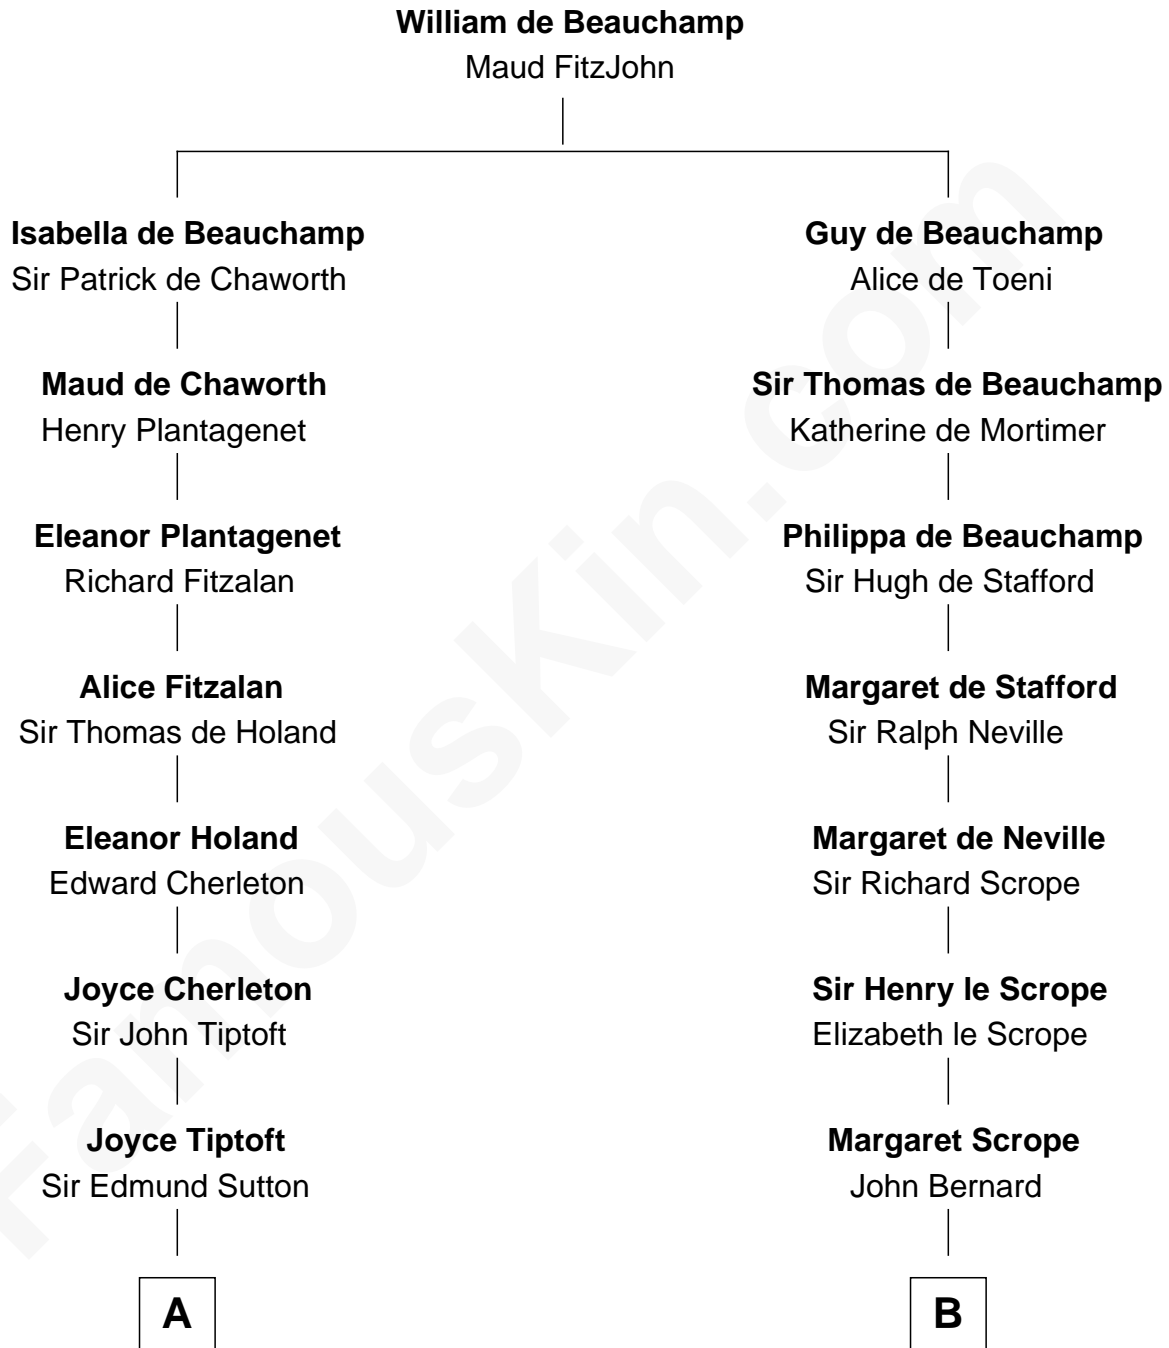 William de Beauchamp
Maud FitzJohn
Isabella de Beauchamp
Sir Patrick de Chaworth
Guy de Beauchamp
Alice de Toeni
Maud de Chaworth
Henry Plantagenet
Sir Thomas de Beauchamp
Katherine de Mortimer
Eleanor Plantagenet
Richard Fitzalan
Philippa de Beauchamp
Sir Hugh de Stafford
Alice Fitzalan
Sir Thomas de Holand
Margaret de Stafford
Sir Ralph Neville
Eleanor Holand
Edward Cherleton
Margaret de Neville
Sir Richard Scrope
Joyce Cherleton
Sir John Tiptoft
Sir Henry le Scrope
Elizabeth le Scrope
Joyce Tiptoft
Sir Edmund Sutton
Margaret Scrope
John Bernard
A
B
FamousKin.com